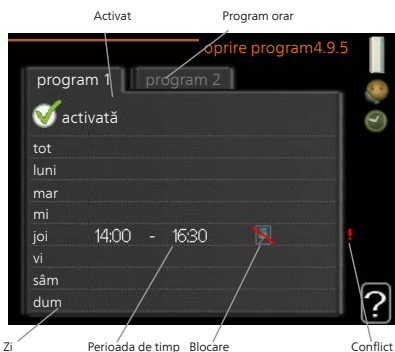 Activat Program orar
oprire program4.9.5
program 1 program 2
activată
tot
luni
mar
mi
joi 14:00 - 16:30
vi
sâm
dum
!
?
Zi Perioada de timp Blocare Conflict